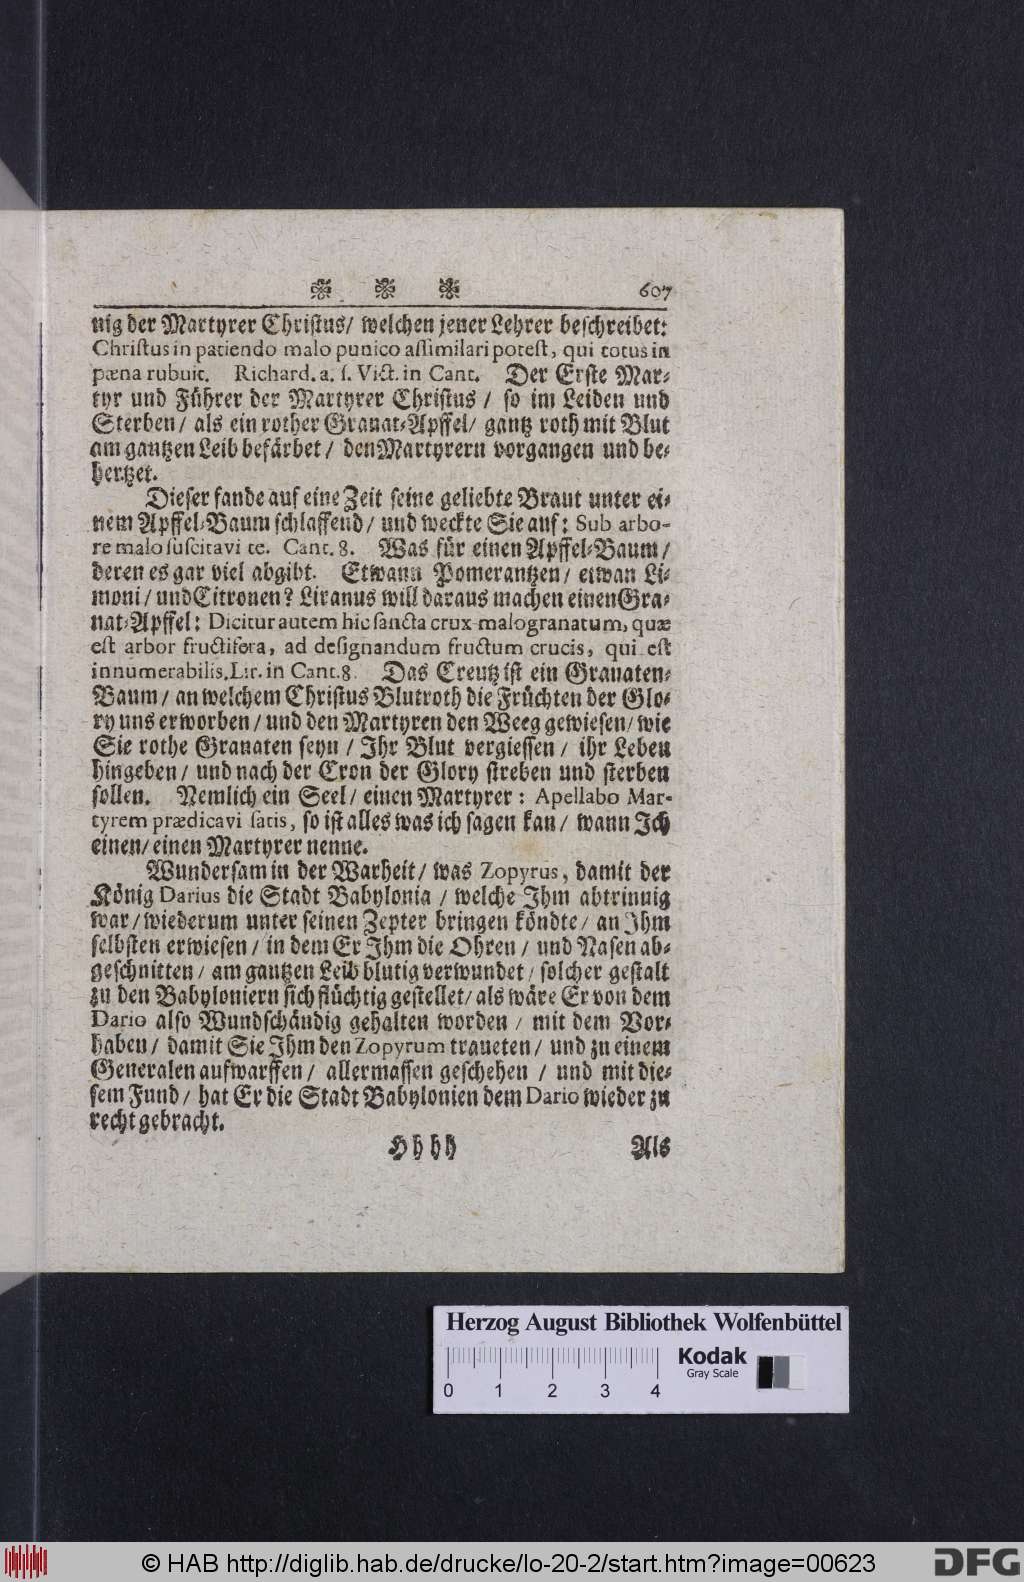 607
nig der Martyrer Christus/ welchen jener Lehrer beschreibet:
Christus in patiendo malo punico assimilari potest, qui totus in
pœna rubuit. Richard. a. s. Vict. in Cant. Der Erste Mar-
tyr und Führer der Martyrer Christus / so im Leiden und
Sterben/ als ein rother Granat-Apffel/ gantz roth mit Blut
am gantzen Leib befärbet / den Martyrern vorgangen und be-
hertzet.
Dieser fande auf eine Zeit seine geliebte Braut unter ei-
nem Apffel-Baum schlaffend/ und weckte Sie auf: Sub arbo-
re malo suscitavi te. Cant. 8. Was für einen Apffel-Baum/
deren es gar viel abgibt. Etwann Pomerantzen/ etwan Li-
moni/ und Citronen? Liranus will daraus machen einen Gra-
nat-Apffel: Dicitur autem hic sancta crux malogranatum, quæ
est arbor fructifera, ad designandum fructum crucis, qui est
innumerabilis. Lir. in Cant. 8. Das Creutz ist ein Granaten-
Baum/ an welchem Christus Blutroth die Früchten der Glo-
ry uns erworben/ und den Martyren den Weeg gewiesen/ wie
Sie rothe Granaten seyn / Ihr Blut vergiessen / ihr Leben
hingeben/ und nach der Cron der Glory streben und sterben
sollen. Nemlich ein Seel/ einen Martyrer: Apellabo Mar-
tyrem prædicavi satis, so ist alles was ich sagen kan/ wann Ich
einen/ einen Martyrer nenne.
Wundersam in der Warheit/ was Zopyrus, damit der
König Darius die Stadt Babylonia / welche Ihm abtrinnig
war/ wiederum unter seinen Zepter bringen köndte/ an Ihm
selbsten erwiesen/ in dem Er Ihm die Ohren/ und Nasen ab-
geschnitten/ am gantzen Leib blutig verwundet/ solcher gestalt
zu den Babyloniern sich flüchtig gestellet/ als wäre Er von dem
Dario also Wundschändig gehalten worden / mit dem Vor-
haben/ damit Sie Ihm den Zopyrum traueten/ und zu einem
Generalen aufwarffen/ allermassen geschehen / und mit die-
sem Fund/ hat Er die Stadt Babylonien dem Dario wieder zu
recht gebracht.
Hhhh Als
Herzog August Bibliothek Wolfenbüttel
Kodak
Gray Scale
0 1 2 3 4
© HAB http://diglib.hab.de/drucke/lo-20-2/start.htm?image=00623
DFG